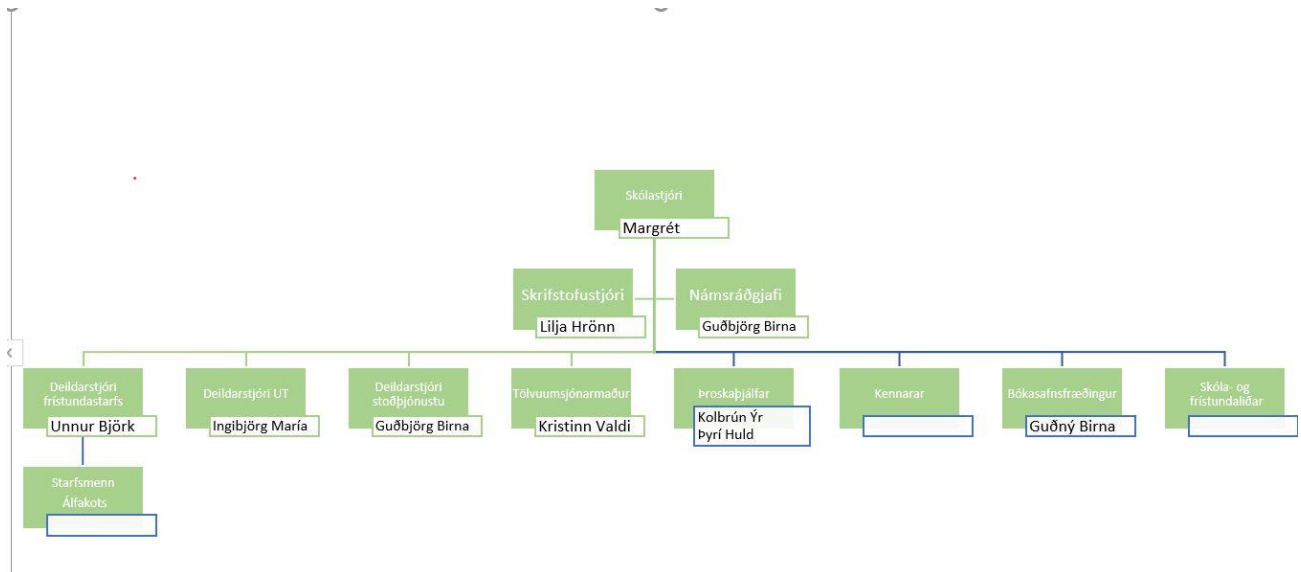 Skólastjóri
Margrét
Skrifstofustjóri
Lilja Hrönn
Námsráðgjafi
Guðbjörg Birna
Deildarstjóri
frístundastarfs
Unnur Björk
Deildarstjóri UT
Ingibjörg María
Deildarstjóri
stoðþjónustu
Guðbjörg Birna
Tölvuumsjónarmaður
Kristinn Valdi
Þroskaþjálfar
Kolbrún Ýr
Þyrí Huld
Kennarar
Bókasafnsfræðingur
Guðný Birna
Skóla- og
frístundaliðar
Starfsmenn
Álfakots